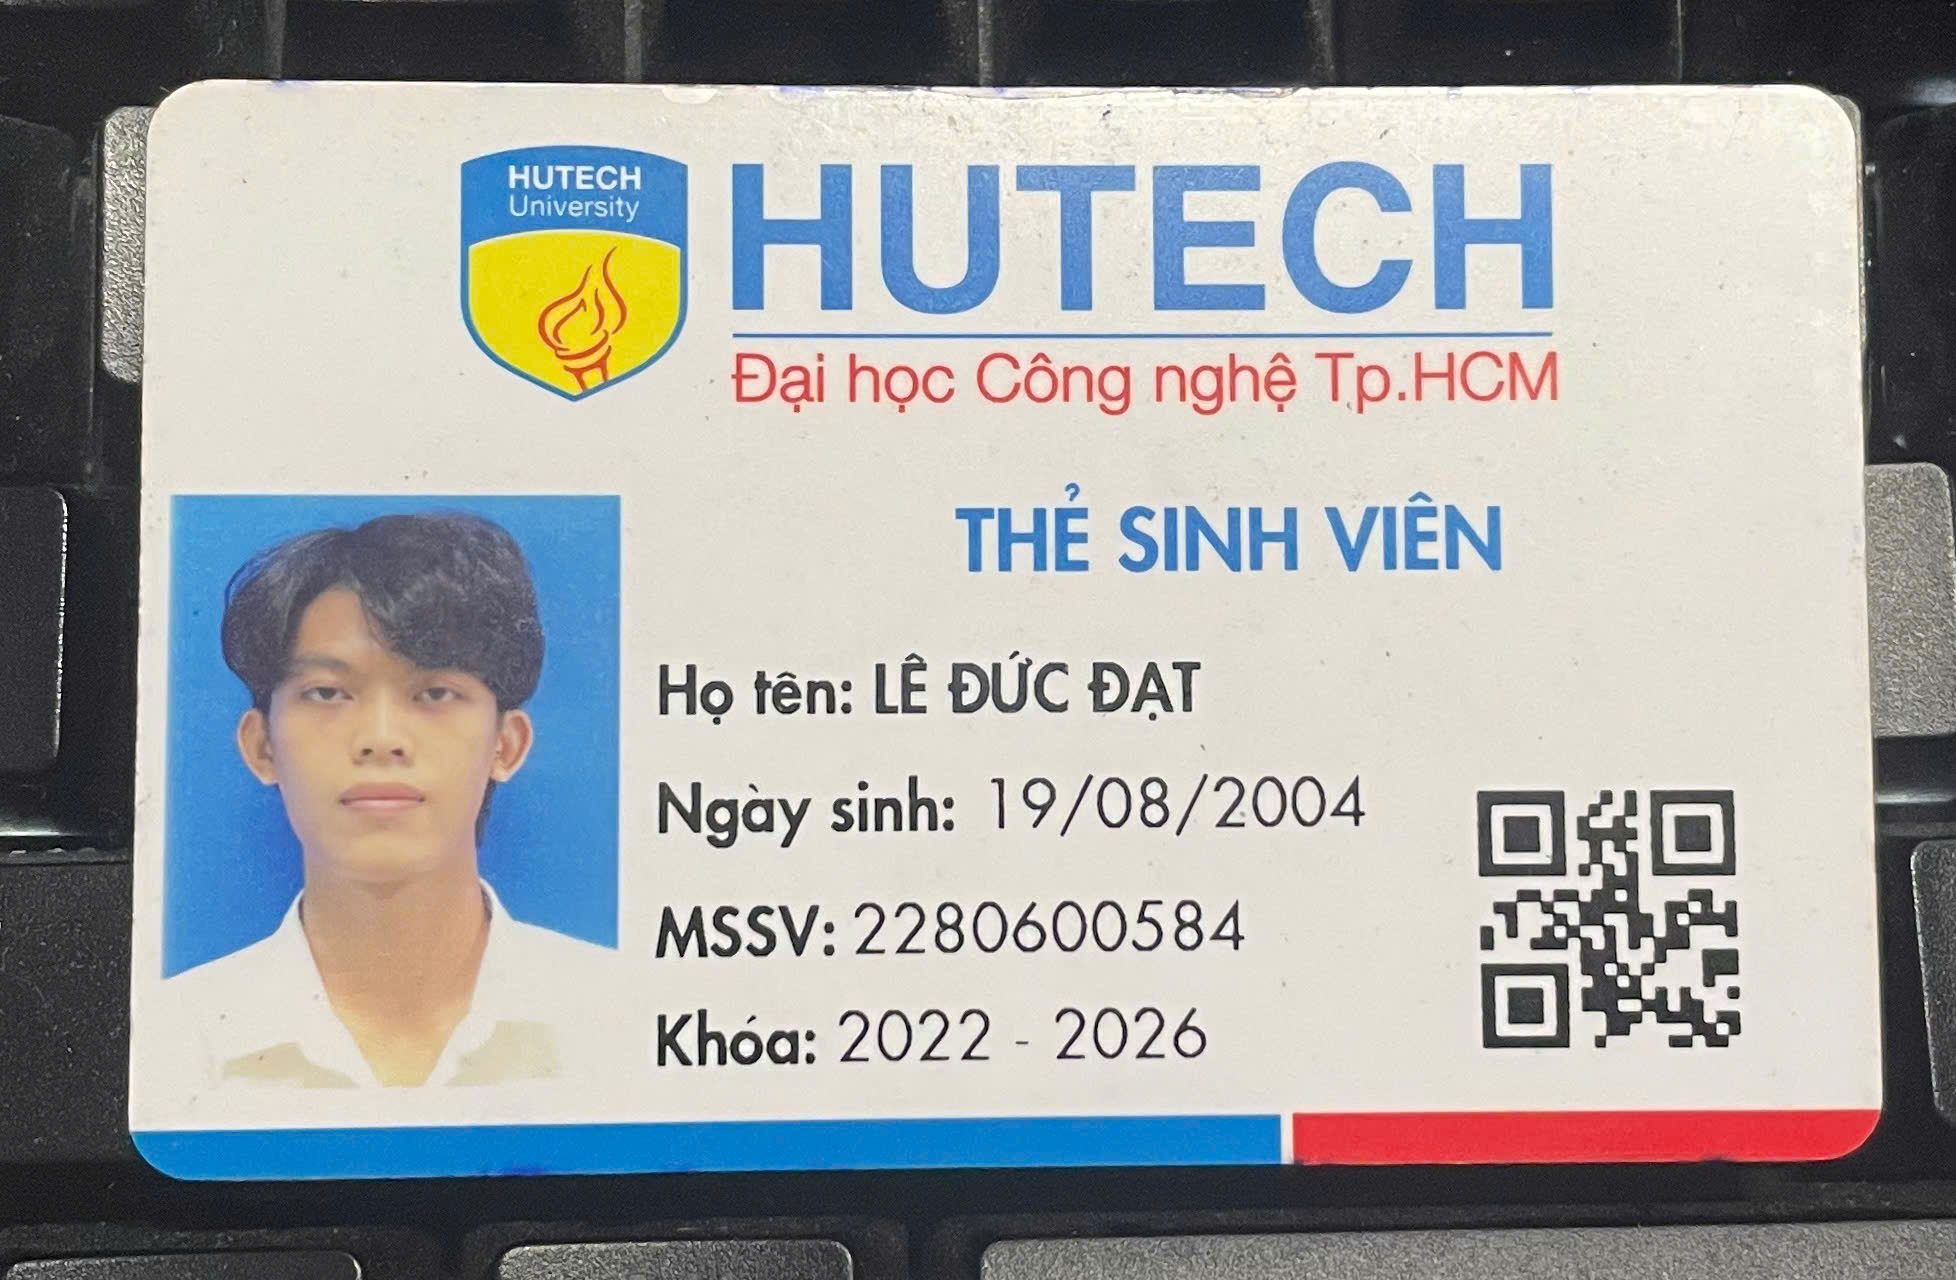 HUTECH
University
HUTECH
Đại học Công nghệ Tp.HCM
THẺ SINH VIÊN
Họ tên: LÊ ĐỨC ĐẠT
Ngày sinh: 19/08/2004
MSSV: 2280600584
Khóa: 2022 - 2026